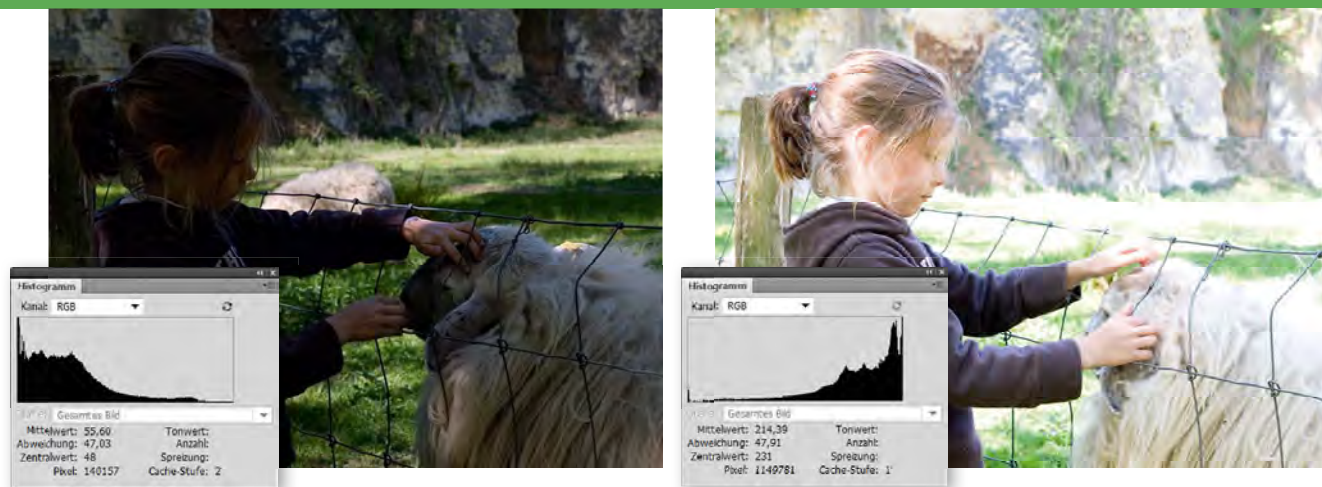 Histogramm
Kanal: RGB
Gesamtes Bild
Mittelwert: 55,60 Tonwert:
Abweichung: 47,03 Anzahl:
Zentralwert: 48 Spreizung:
Pixel: 140157 Cache-Stufe: 2
Histogramm
Kanal: RGB
Gesamtes Bild
Mittelwert: 214,39 Tonwert:
Abweichung: 47,91 Anzahl:
Zentralwert: 231 Spreizung:
Pixel: 1149781 Cache-Stufe: 1